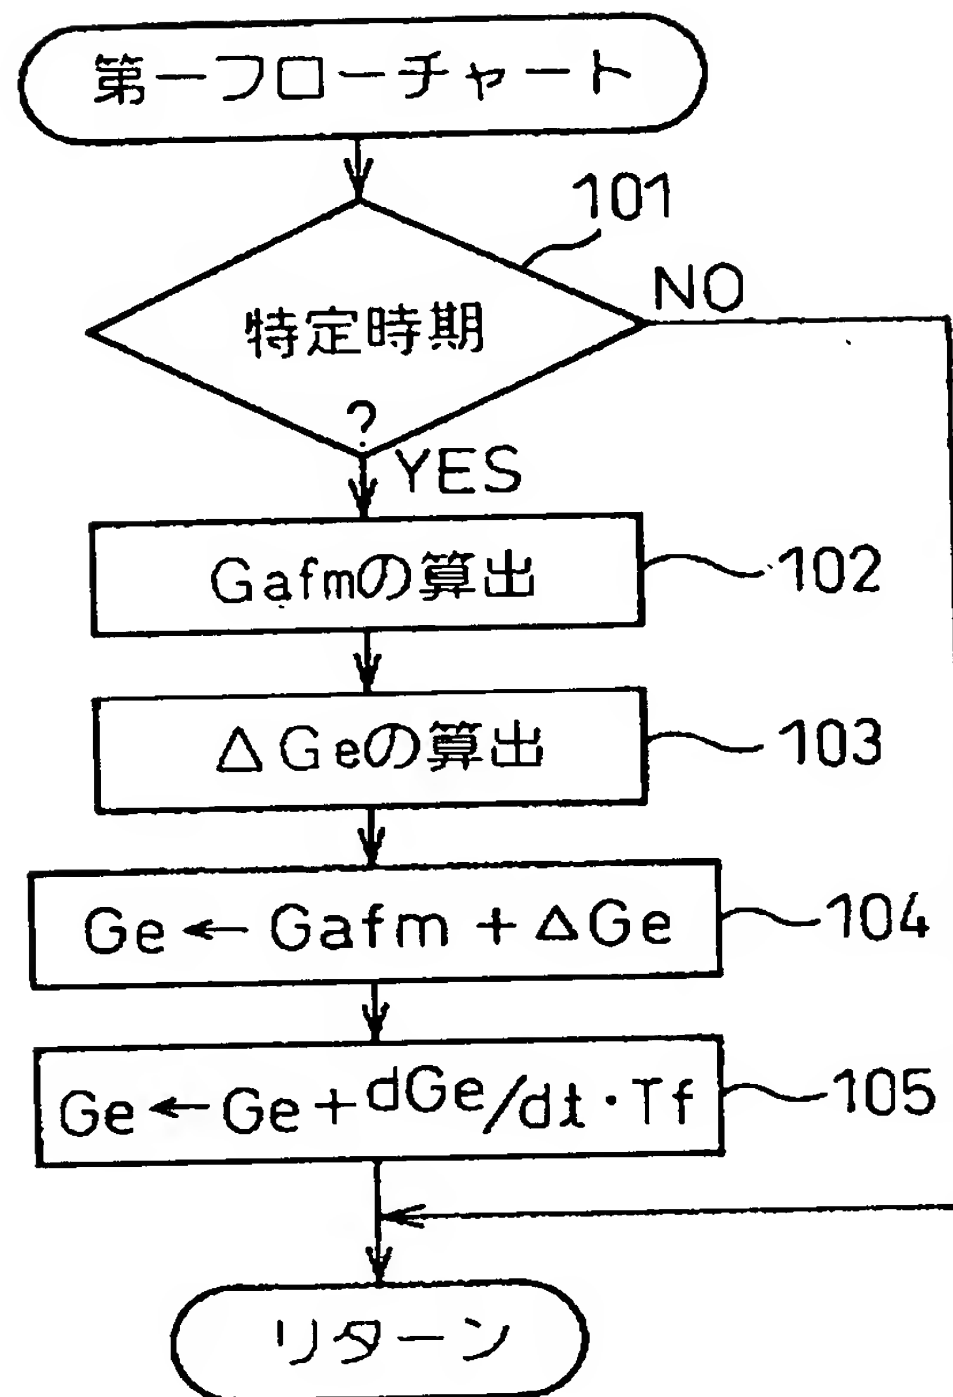 第一フローチャート
101
NO
特定時期
?
YES
Gafmの算出
102
△Geの算出
103
Ge ← Gafm + △Ge
104
Ge ← Ge + dGe/dt・Tf
105
リターン